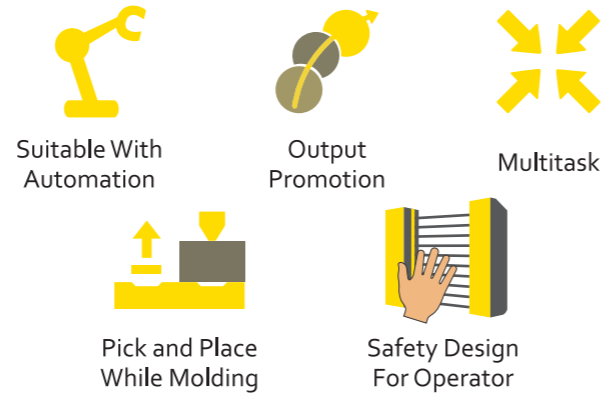 Suitable With
Automation
Output
Promotion
Multitask
Pick and Place
While Molding
Safety Design
For Operator